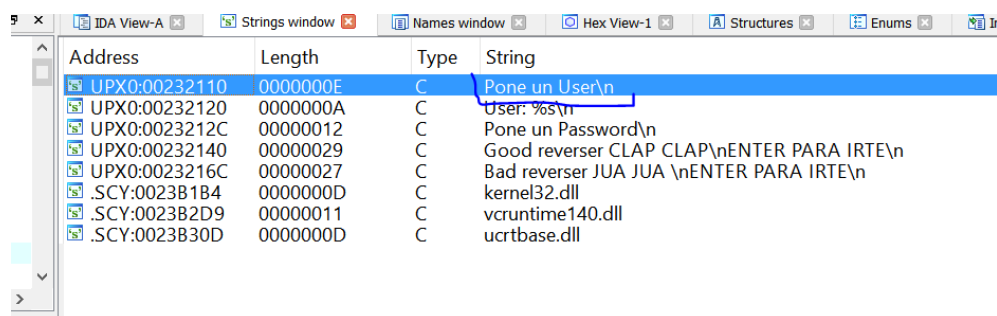 IDA View-A Strings window Names window Hex View-1 Structures Enums
Address Length Type String
UPX0:00232110 0000000E C Pone un User\n
UPX0:00232120 0000000A C User: %s\n
UPX0:0023212C 00000012 C Pone un Password\n
UPX0:00232140 00000029 C Good reverser CLAP CLAP\nENTER PARA IRTE\n
UPX0:0023216C 00000027 C Bad reverser JUA JUA \nENTER PARA IRTE\n
.SCY:0023B1B4 0000000D C kernel32.dll
.SCY:0023B2D9 00000011 C vcruntime140.dll
.SCY:0023B30D 0000000D C ucrtbase.dll